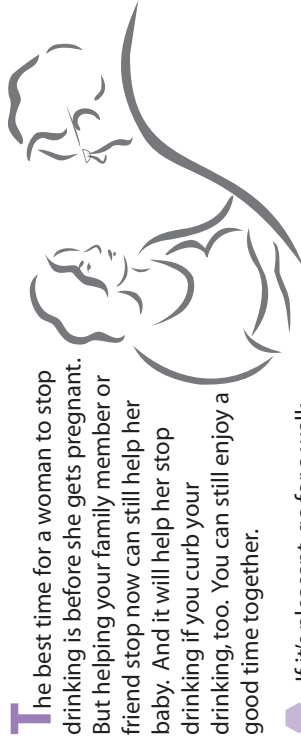 The best time for a woman to stop
drinking is before she gets pregnant.
But helping your family member or
friend stop now can still help her
baby. And it will help her stop
drinking if you curb your
drinking, too. You can still enjoy a
good time together.